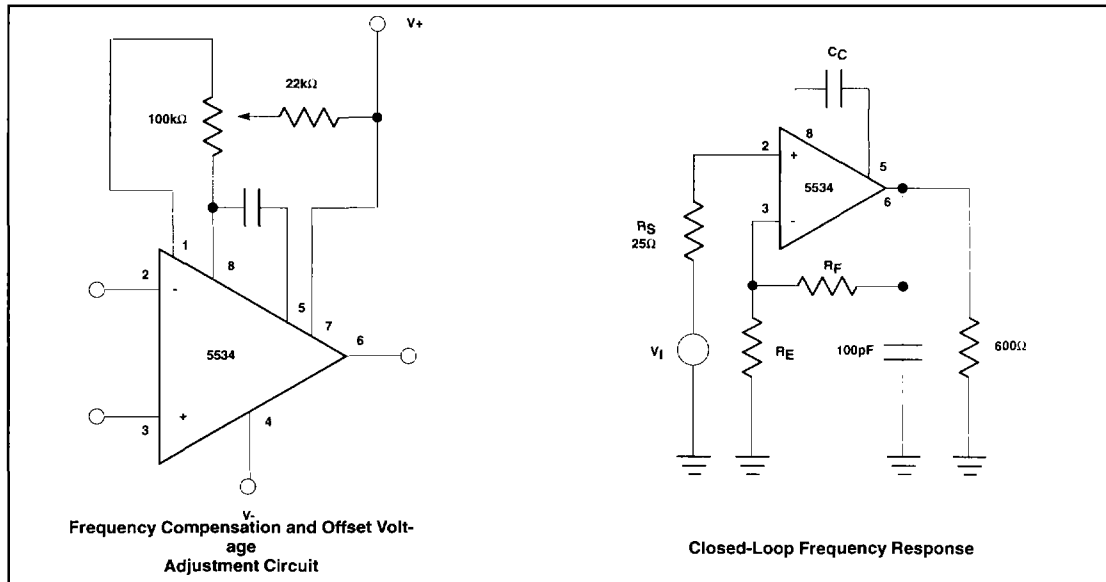 V+
22kΩ
100kΩ
1
8
2
-
5
7
5534
6
+
3
4
V-
Frequency Compensation and Offset Volt-
age
Adjustment Circuit
CC
8
2
+
5
5534
6
3
-
RS
25Ω
RF
VI
RE
100pF
600Ω
Closed-Loop Frequency Response